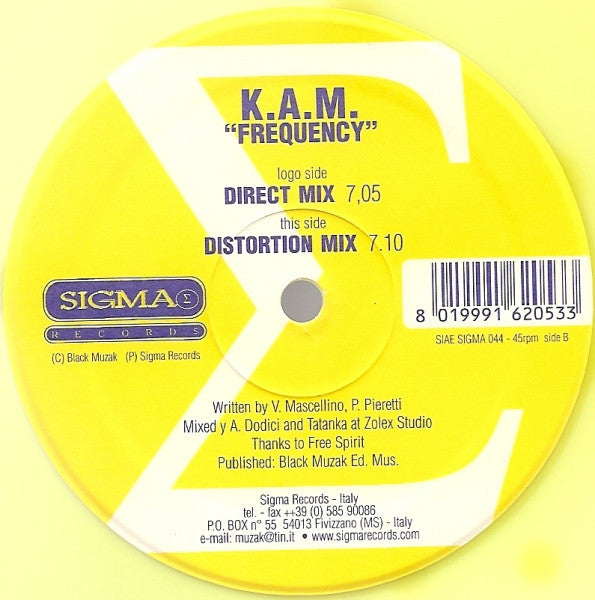 K.A.M.
“FREQUENCY”
logo side
DIRECT MIX 7,05
this side
DISTORTION MIX 7.10
SIGMA Σ
RECORDS
(C) Black Muzak (P) Sigma Records
8 019991 620533
SIAE SIGMA 044 - 45rpm side B
Written by V. Mascellino, P. Pieretti
Mixed y A. Dodici and Tatanka at Zolex Studio
Thanks to Free Spirit
Published: Black Muzak Ed. Mus.
Sigma Records - Italy
tel. - fax ++39 (0) 585 90086
P.O. BOX n° 55 54013 Fivizzano (MS) - Italy
e-mail: muzak@tin.it • www.sigmarecords.com